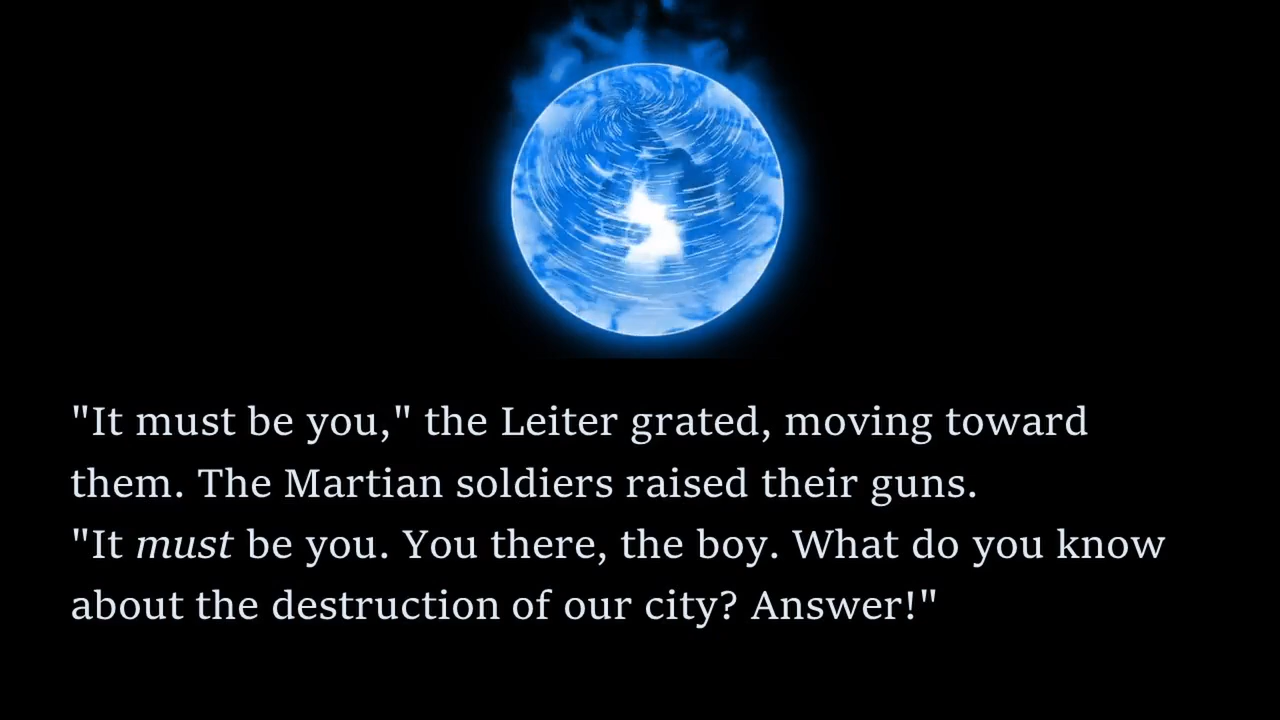 "It must be you," the Leiter grated, moving toward
them. The Martian soldiers raised their guns.
"It must be you. You there, the boy. What do you know
about the destruction of our city? Answer!"